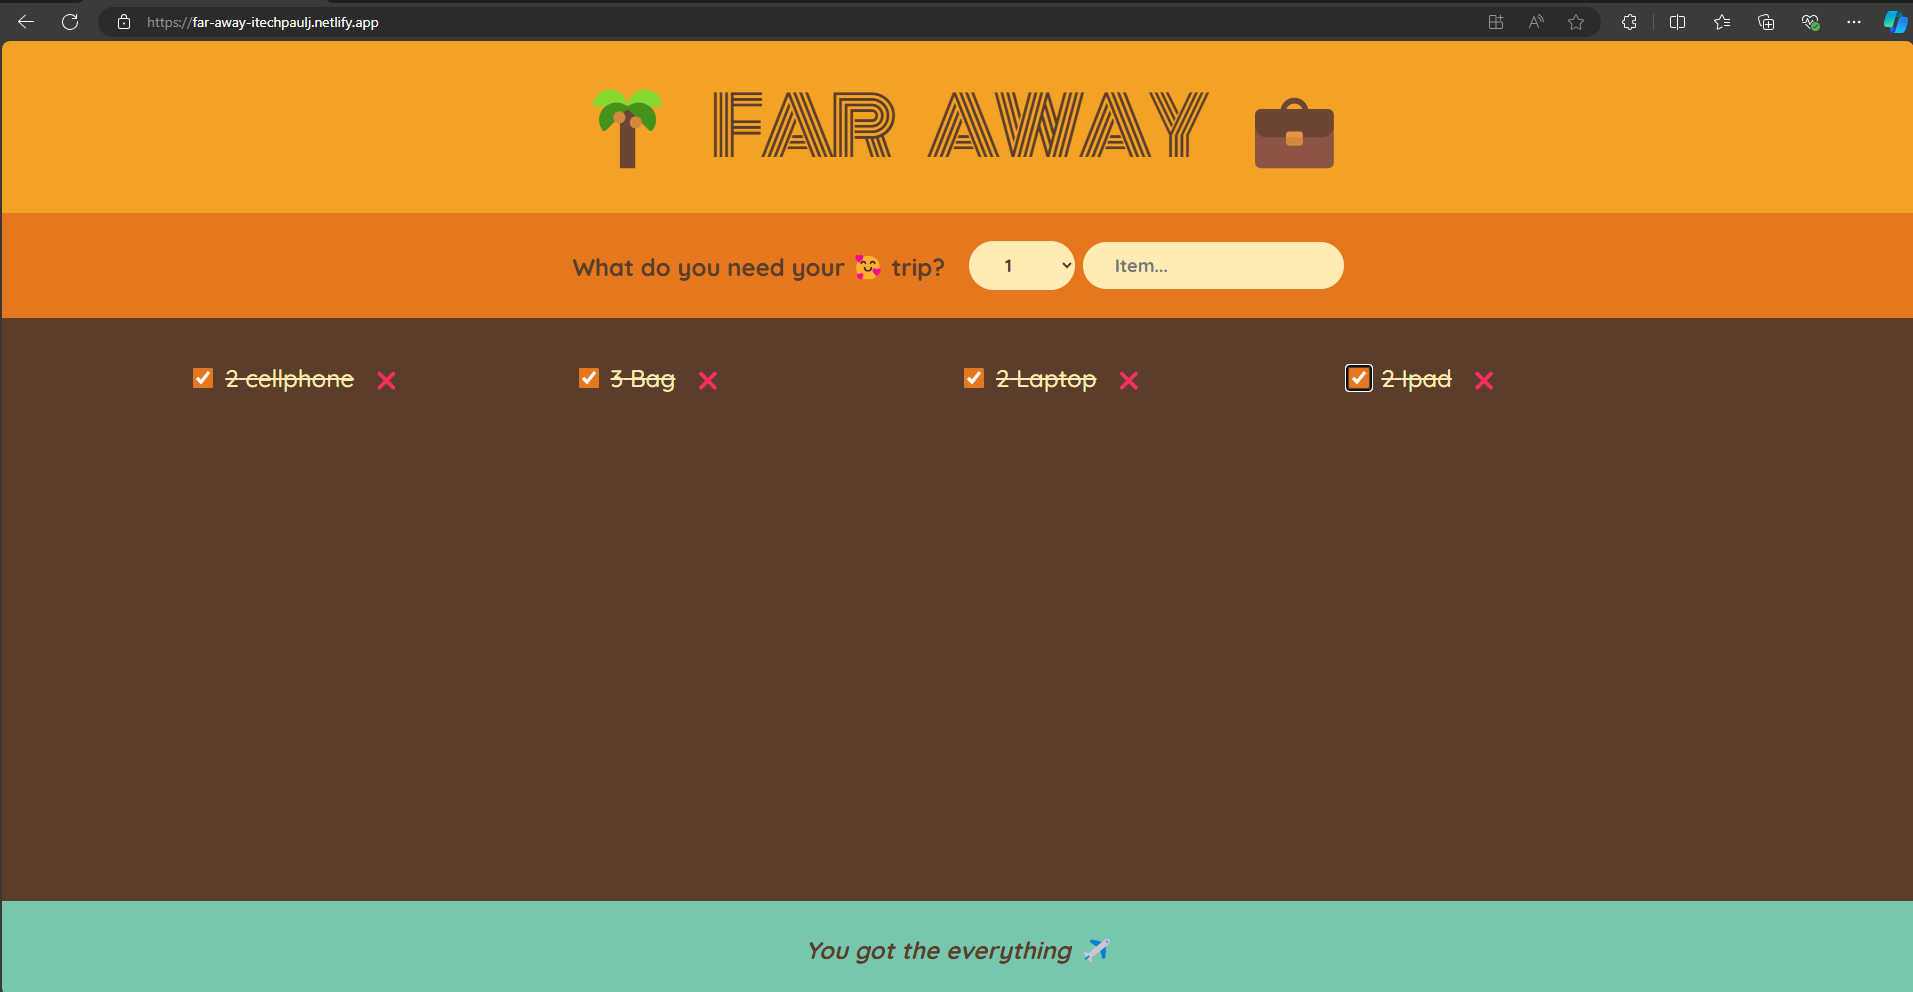 https://far-away-itechpaulj.netlify.app
FAR AWAY
What do you need your 🥰 trip? 1 Item...
2 cellphone ❌ 3 Bag ❌ 2 Laptop ❌ 2 Ipad ❌
You got the everything ✈️